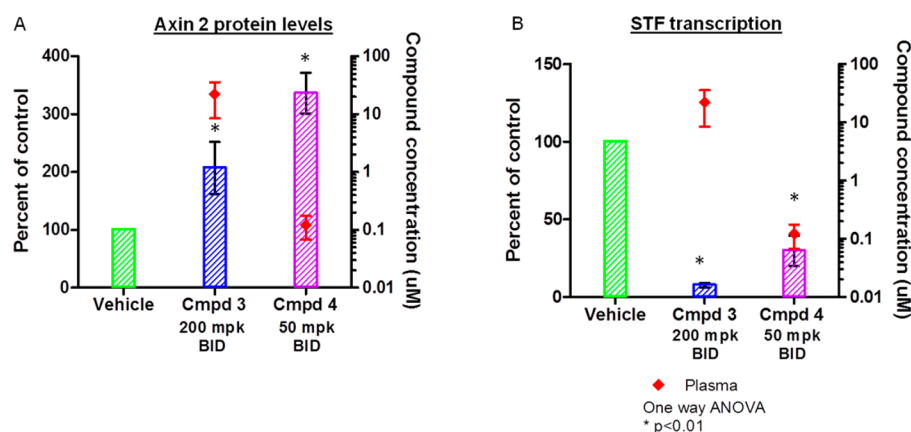 A
Axin 2 protein levels
Percent of control
400
300
200
100
0
100
10
1
0.1
0.01
Compound concentration (uM)
*
*
Vehicle
Cmpd 3
200 mpk
BID
Cmpd 4
50 mpk
BID
B
STF transcription
Percent of control
150
100
50
0
100
10
1
0.1
0.01
Compound concentration (uM)
*
*
Vehicle
Cmpd 3
200 mpk
BID
Cmpd 4
50 mpk
BID
Plasma
One way ANOVA
* p<0.01